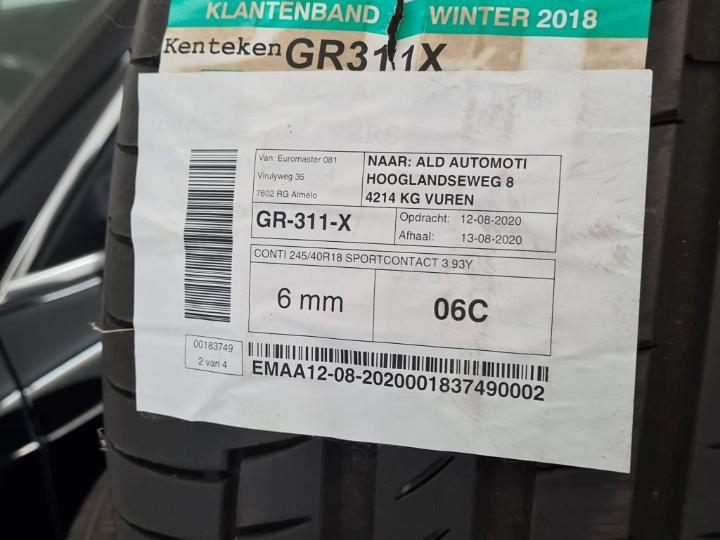 KLANTENBAND WINTER 2018
Kenteken GR311X
Van: Euromaster 081
Virulyweg 35
7602 RG Almelo
NAAR: ALD AUTOMOTI
HOOGLANDSEWEG 8
4214 KG VUREN
GR-311-X
Opdracht: 12-08-2020
Afhaal: 13-08-2020
CONTI 245/40R18 SPORTCONTACT 3 93Y
6 mm
06C
00183749
2 van 4
EMAA12-08-2020001837490002